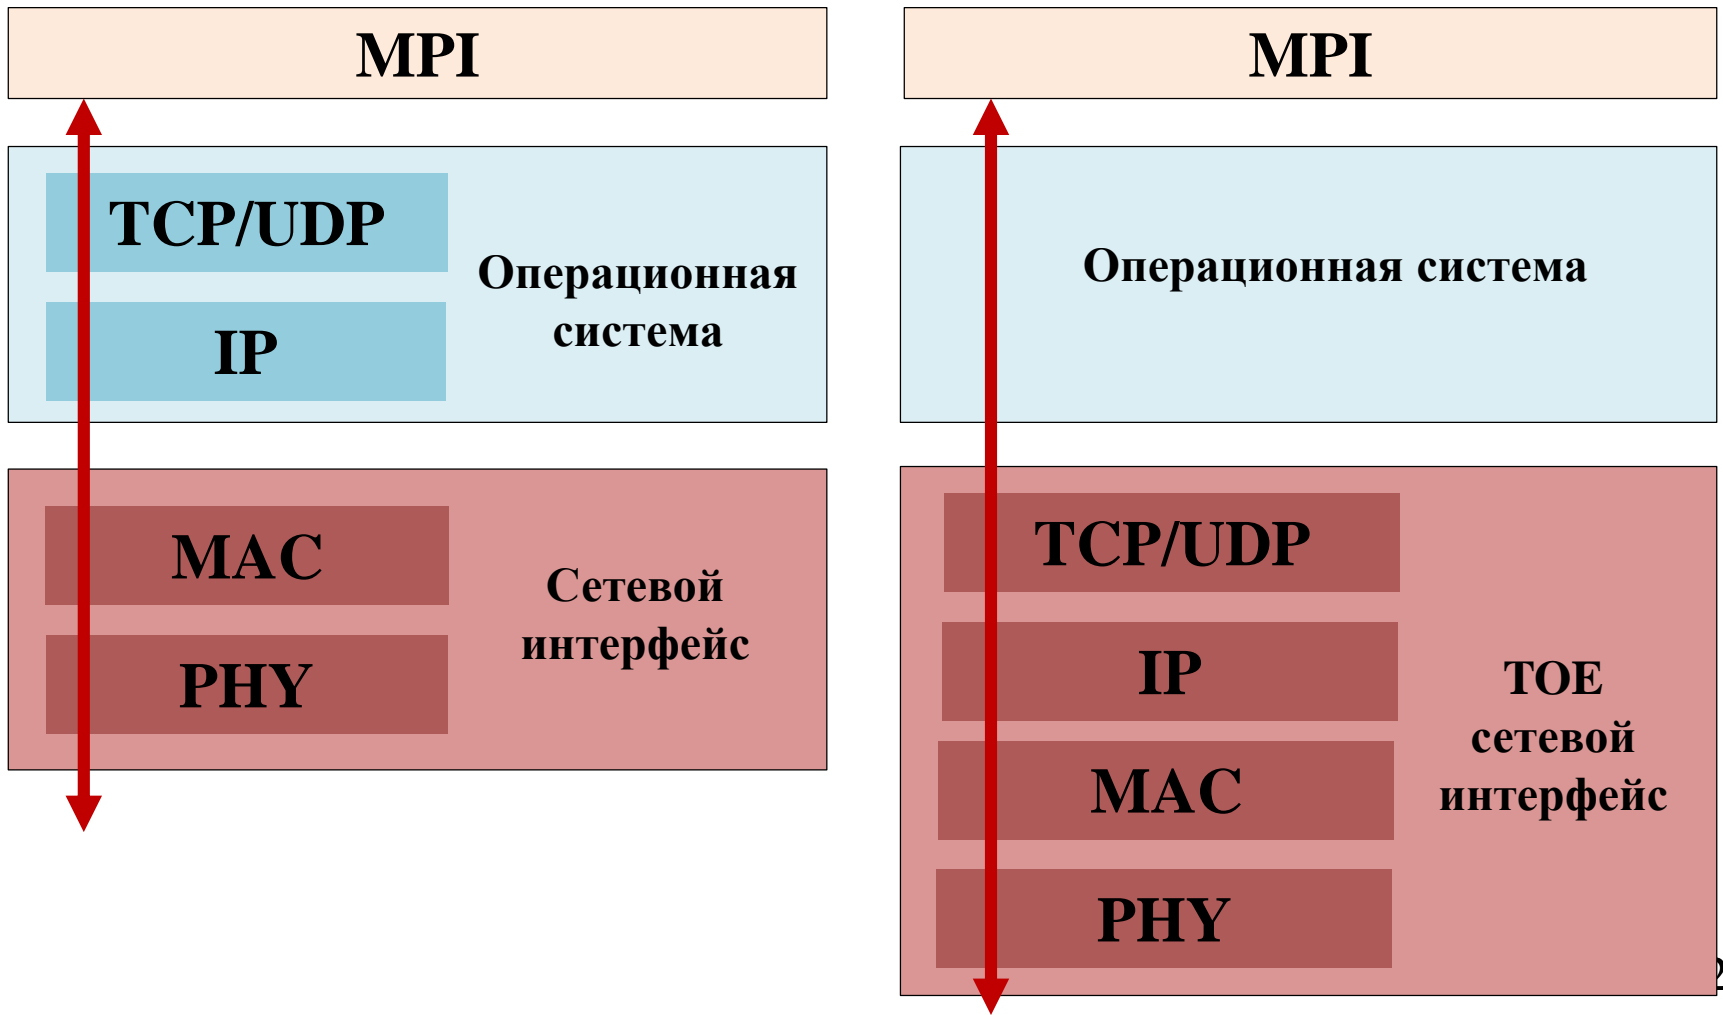 MPI
TCP/UDP
IP
Операционная
система
MAC
PHY
Сетевой
интерфейс
MPI
Операционная система
TCP/UDP
IP
MAC
PHY
TOE
сетевой
интерфейс